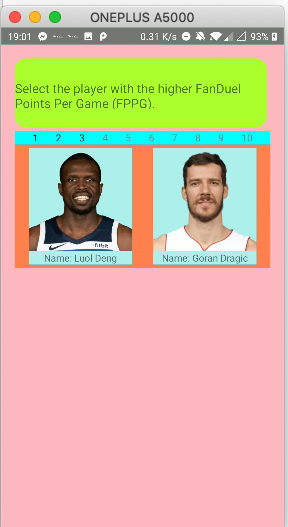 ONEPLUS A5000
19:01 0.31 K/s 93%
Select the player with the higher FanDuel
Points Per Game (FPPG).
1 2 3 4 5 6 7 8 9 10
Name: Luol Deng Name: Goran Dragic